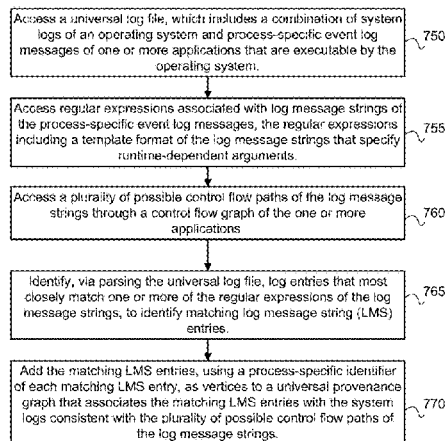 Access a universal log file, which includes a combination of system
logs of an operating system and process-specific event log
messages of one or more applications that are executable by the
operating system.
750
Access regular expressions associated with log message strings of
the process-specific event log messages, the regular expressions
including a template format of the log message strings that specify
runtime-dependent arguments.
755
Access a plurality of possible control flow paths of the log message
strings through a control flow graph of the one or more
applications
760
Identify, via parsing the universal log file, log entries that most
closely match one or more of the regular expressions of the log
message strings, to identify matching log message string (LMS)
entries.
765
Add the matching LMS entries, using a process-specific identifier
of each matching LMS entry, as vertices to a universal provenance
graph that associates the matching LMS entries with the system
logs consistent with the plurality of possible control flow paths of
the log message strings.
770